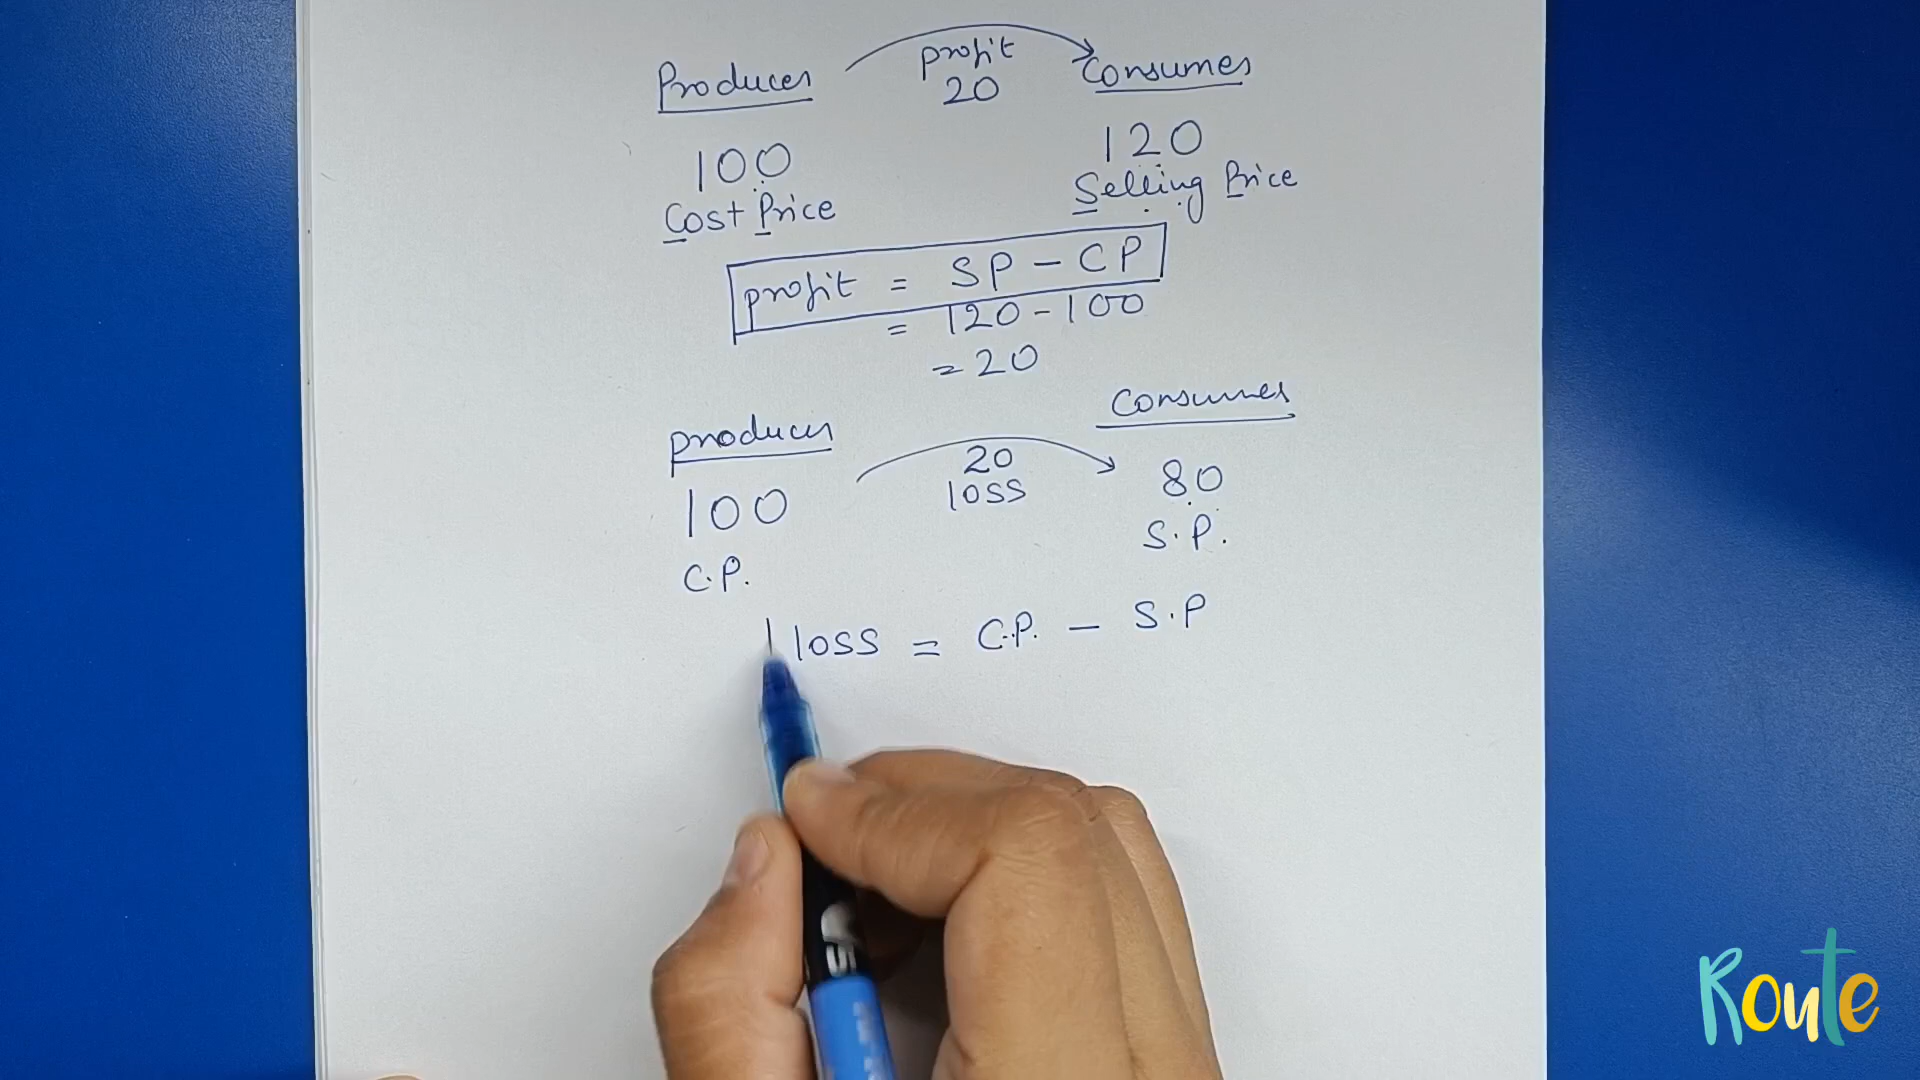 Producer profit Consumer
20
100 120
Cost Price Selling Price
profit = SP - CP
= 120 - 100
= 20
producer Consumer
20
100 loss 80
C.P. S.P.
loss = C.P. - S.P
Route